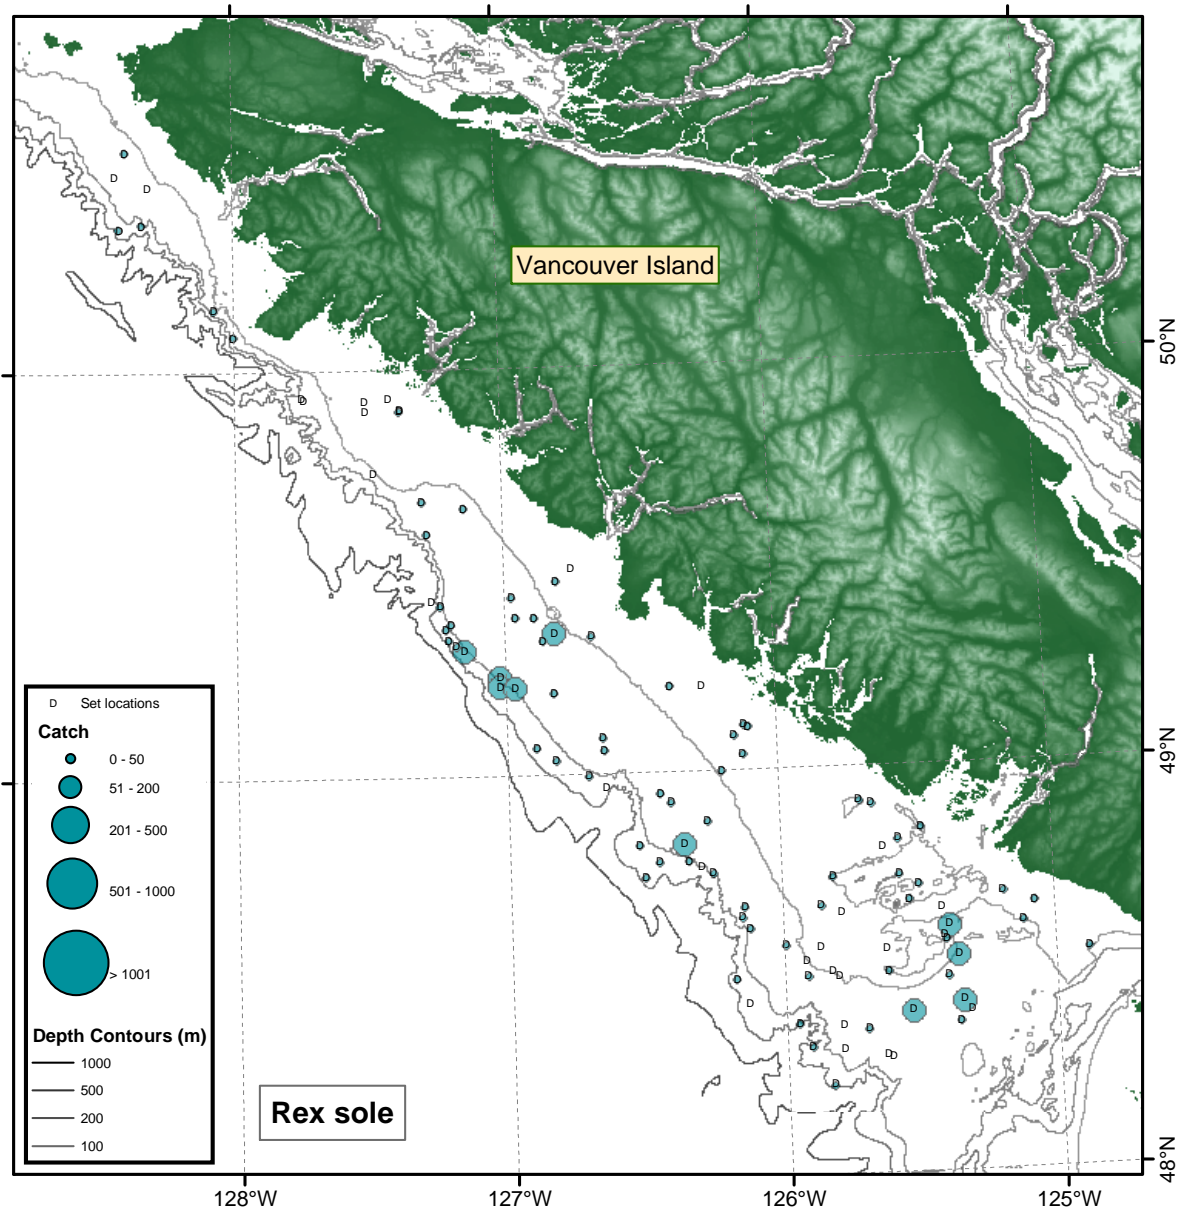 Vancouver Island
50°N
49°N
48°N
D Set locations
Catch
0 - 50
51 - 200
201 - 500
501 - 1000
> 1001
Depth Contours (m)
1000
500
200
100
Rex sole
128°W
127°W
126°W
125°W